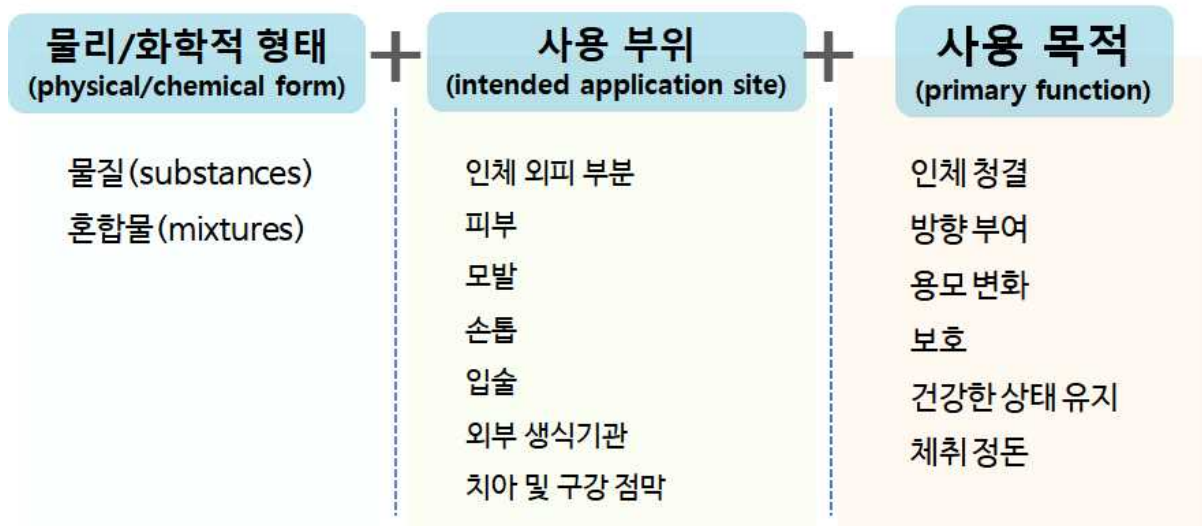 물리/화학적 형태
(physical/chemical form)
물질(substances)
혼합물(mixtures)
+
사용 부위
(intended application site)
인체 외피 부분
피부
모발
손톱
입술
외부 생식기관
치아 및 구강 점막
+
사용 목적
(primary function)
인체 청결
방향 부여
용모 변화
보호
건강한 상태 유지
체취 정돈